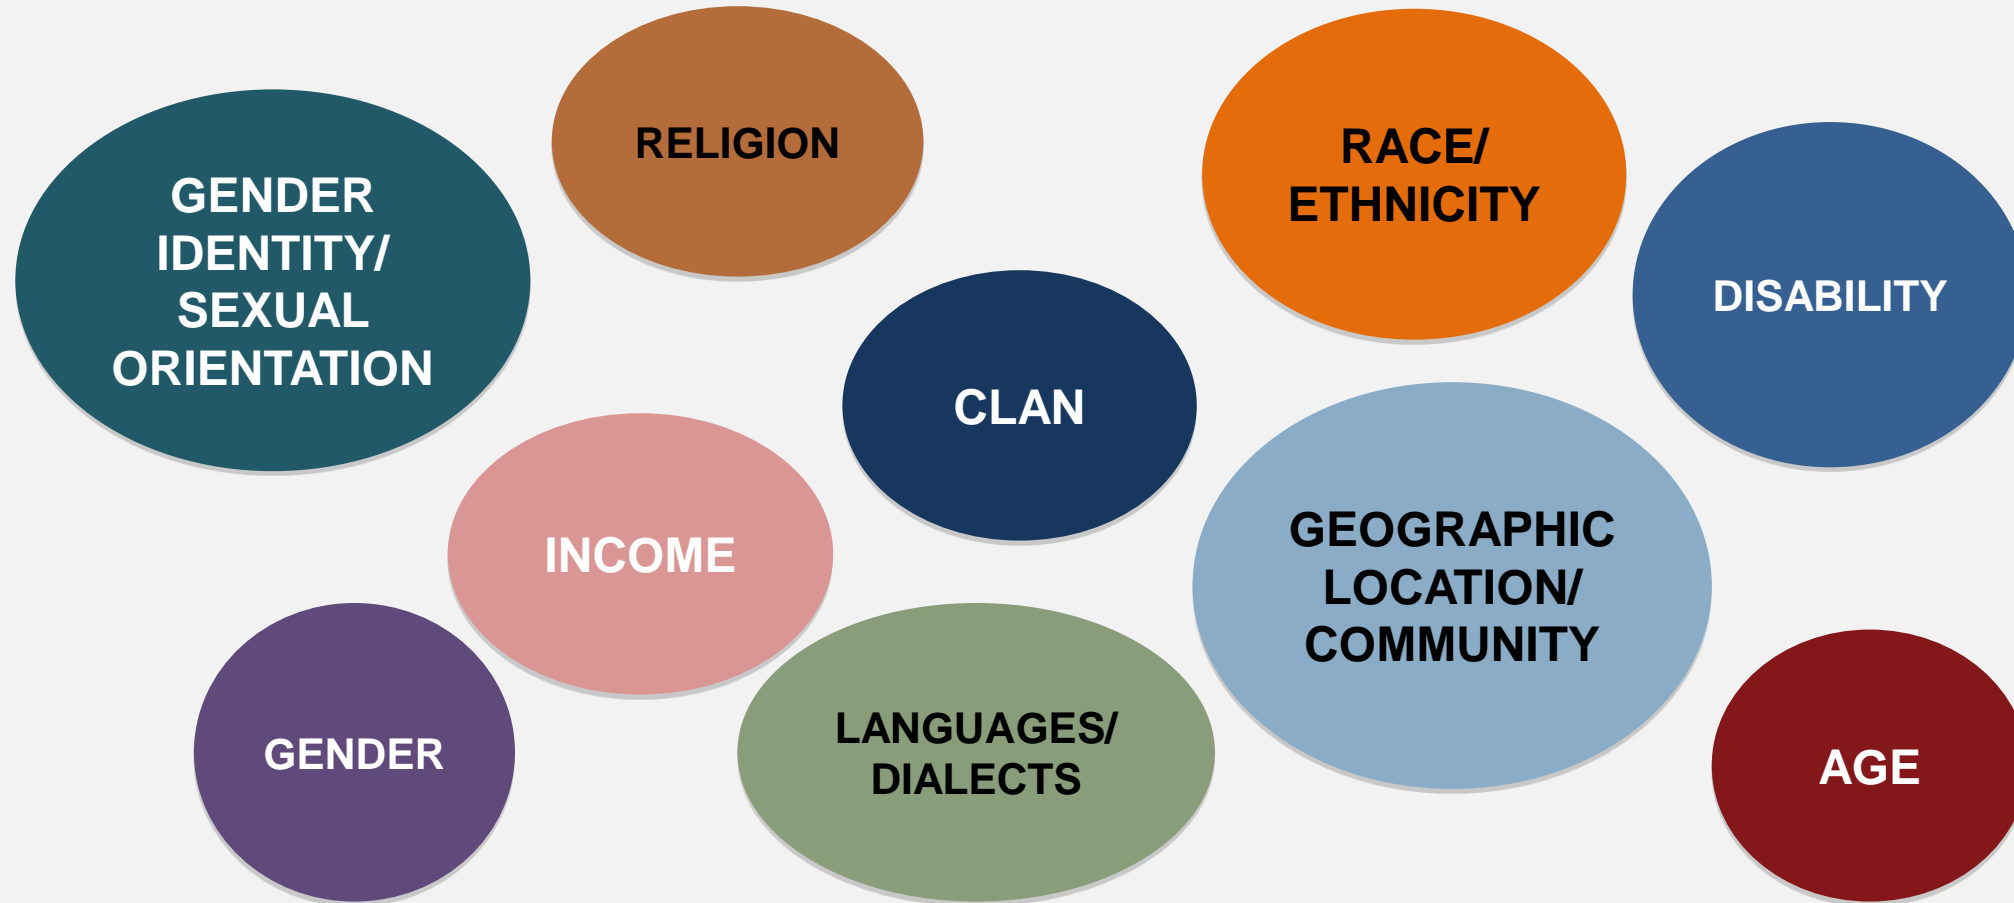 GENDER
IDENTITY/
SEXUAL
ORIENTATION
RELIGION
RACE/
ETHNICITY
DISABILITY
CLAN
INCOME
GEOGRAPHIC
LOCATION/
COMMUNITY
GENDER
LANGUAGES/
DIALECTS
AGE